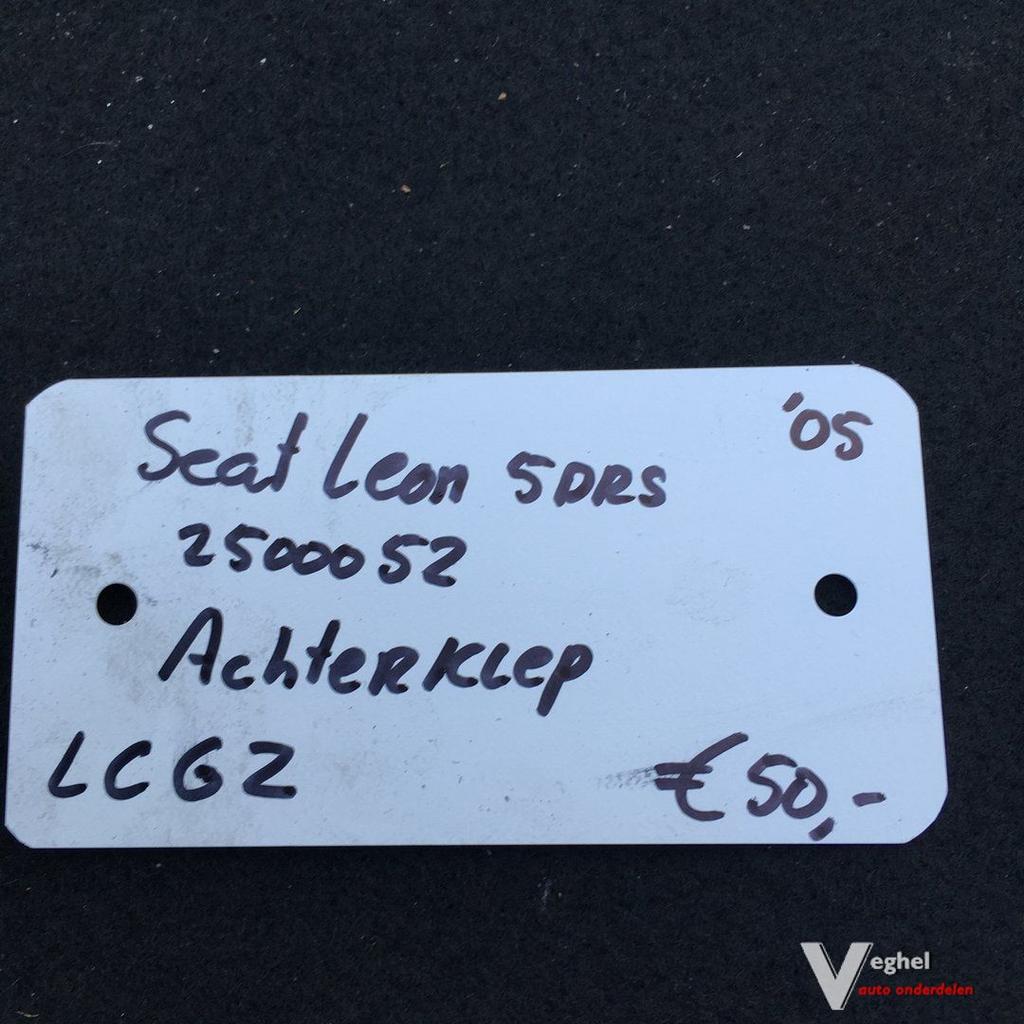 '05
Seat Leon 5DRS
2500052
AchterKlep
LCGZ
€50,-
Veghel
auto onderdelen